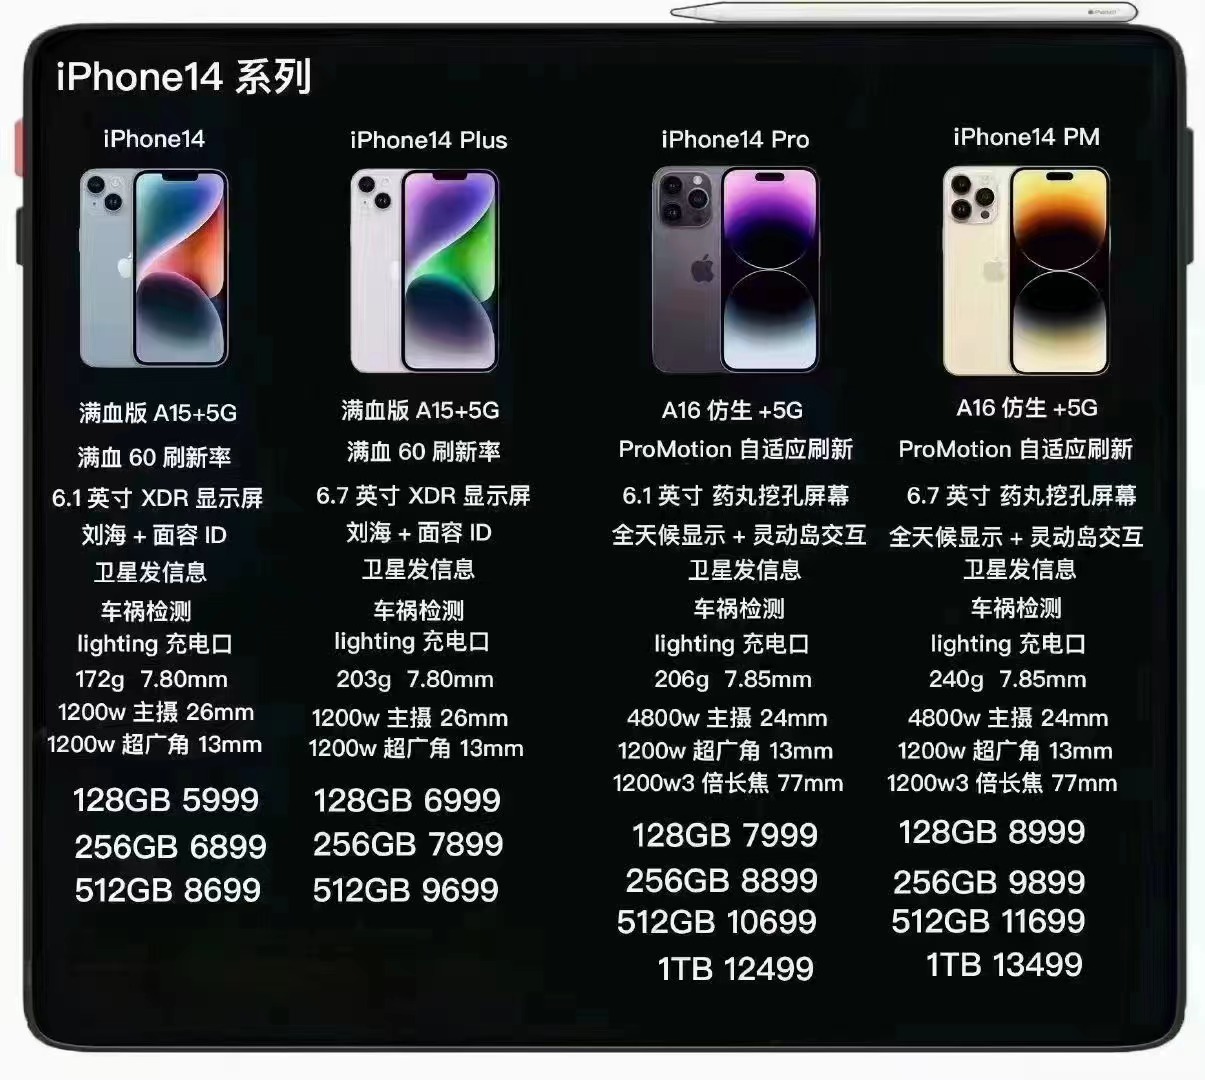 iPhone14 系列
iPhone14
满血版 A15+5G
满血 60 刷新率
6.1 英寸 XDR 显示屏
刘海 + 面容 ID
卫星发信息
车祸检测
lighting 充电口
172g 7.80mm
1200w 主摄 26mm
1200w 超广角 13mm
128GB 5999
256GB 6899
512GB 8699
iPhone14 Plus
满血版 A15+5G
满血 60 刷新率
6.7 英寸 XDR 显示屏
刘海 + 面容 ID
卫星发信息
车祸检测
lighting 充电口
203g 7.80mm
1200w 主摄 26mm
1200w 超广角 13mm
128GB 6999
256GB 7899
512GB 9699
iPhone14 Pro
A16 仿生 +5G
ProMotion 自适应刷新
6.1 英寸 药丸挖孔屏幕
全天候显示 + 灵动岛交互
卫星发信息
车祸检测
lighting 充电口
206g 7.85mm
4800w 主摄 24mm
1200w 超广角 13mm
1200w3 倍长焦 77mm
128GB 7999
256GB 8899
512GB 10699
1TB 12499
iPhone14 PM
A16 仿生 +5G
ProMotion 自适应刷新
6.7 英寸 药丸挖孔屏幕
全天候显示 + 灵动岛交互
卫星发信息
车祸检测
lighting 充电口
240g 7.85mm
4800w 主摄 24mm
1200w 超广角 13mm
1200w3 倍长焦 77mm
128GB 8999
256GB 9899
512GB 11699
1TB 13499